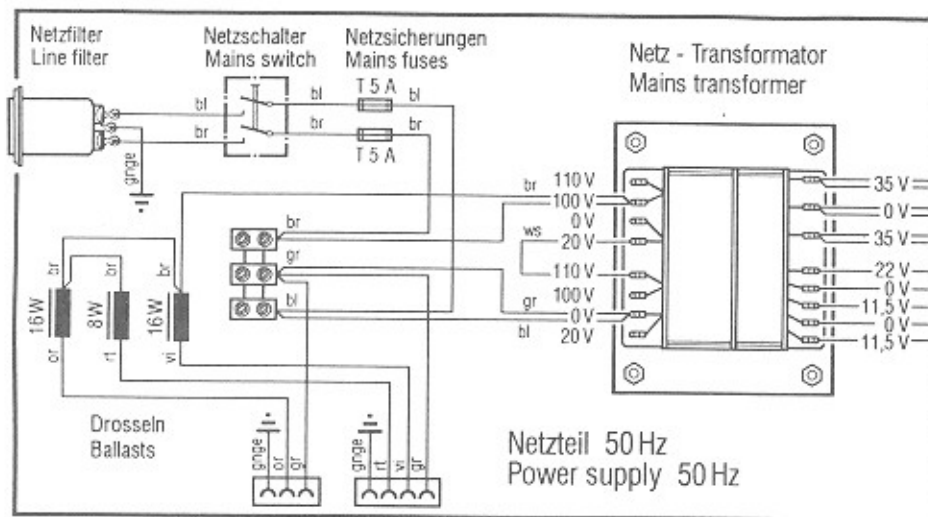 Netzfilter
Line filter
Netzschalter
Mains switch
Netzsicherungen
Mains fuses
T 5 A
Netz - Transformator
Mains transformer
bl
bl
bl
br
br
br
T 5 A
gnge
br
110 V
100 V
0 V
ws
20 V
110 V
100 V
gr
0 V
bl
20 V
35 V
0 V
35 V
22 V
0 V
11,5 V
0 V
11,5 V
br
gr
bl
br
br
br
16W
8W
16W
or
rt
vi
Drosseln
Ballasts
gnge
or
gr
gnge
rt
vi
gr
Netzteil 50 Hz
Power supply 50 Hz